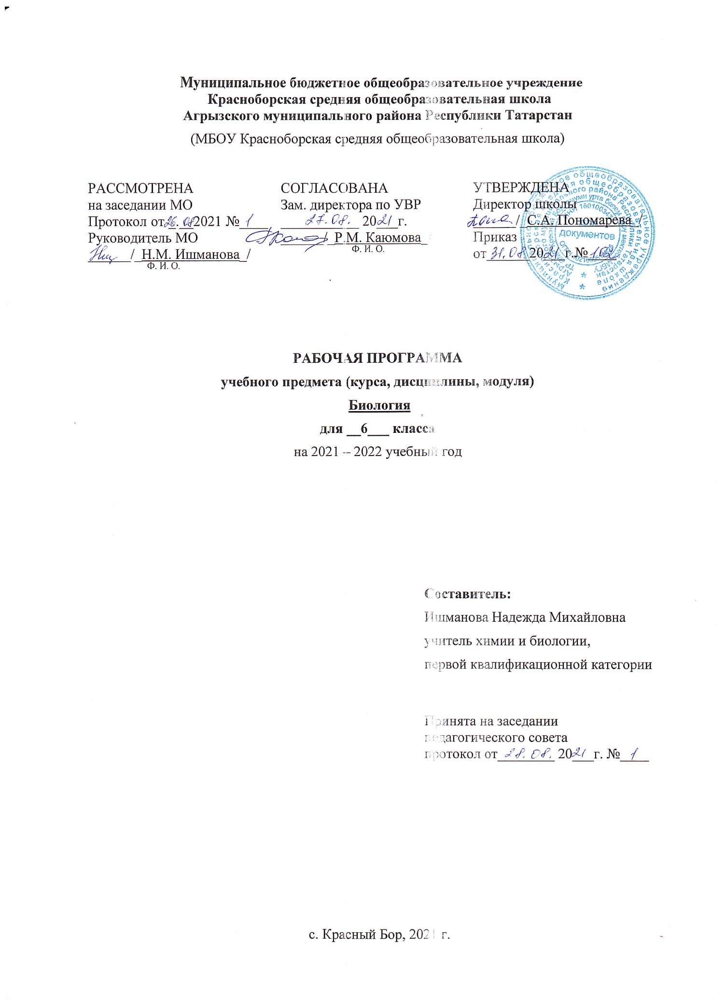 Муниципальное бюджетное общеобразовательное учреждение
Красноборская средняя общеобразовательная школа
Агрызского муниципального района Республики Татарстан
(МБОУ Красноборская средняя общеобразовательная школа)
РАССМОТРЕНА
на заседании МО
Протокол от 26. 08 2021 № 1
Руководитель МО
/ Н.М. Ишманова /
Ф. И. О.
СОГЛАСОВАНА
Зам. директора по УВР
27.08. 2021 г.
/ Р.М. Каюмова /
Ф. И. О.
УТВЕРЖДЕНА
Директор школы
/ С.А. Пономарева /
Приказ
от 31.08 2021 г.№ 102
документов
РАБОЧАЯ ПРОГРАММА
учебного предмета (курса, дисциплины, модуля)
Биология
для __6___ класса
на 2021 – 2022 учебный год
Составитель:
Ишманова Надежда Михайловна
учитель химии и биологии,
первой квалификационной категории
Принята на заседании
педагогического совета
протокол от 28.08. 2021 г. № 1
с. Красный Бор, 2021 г.